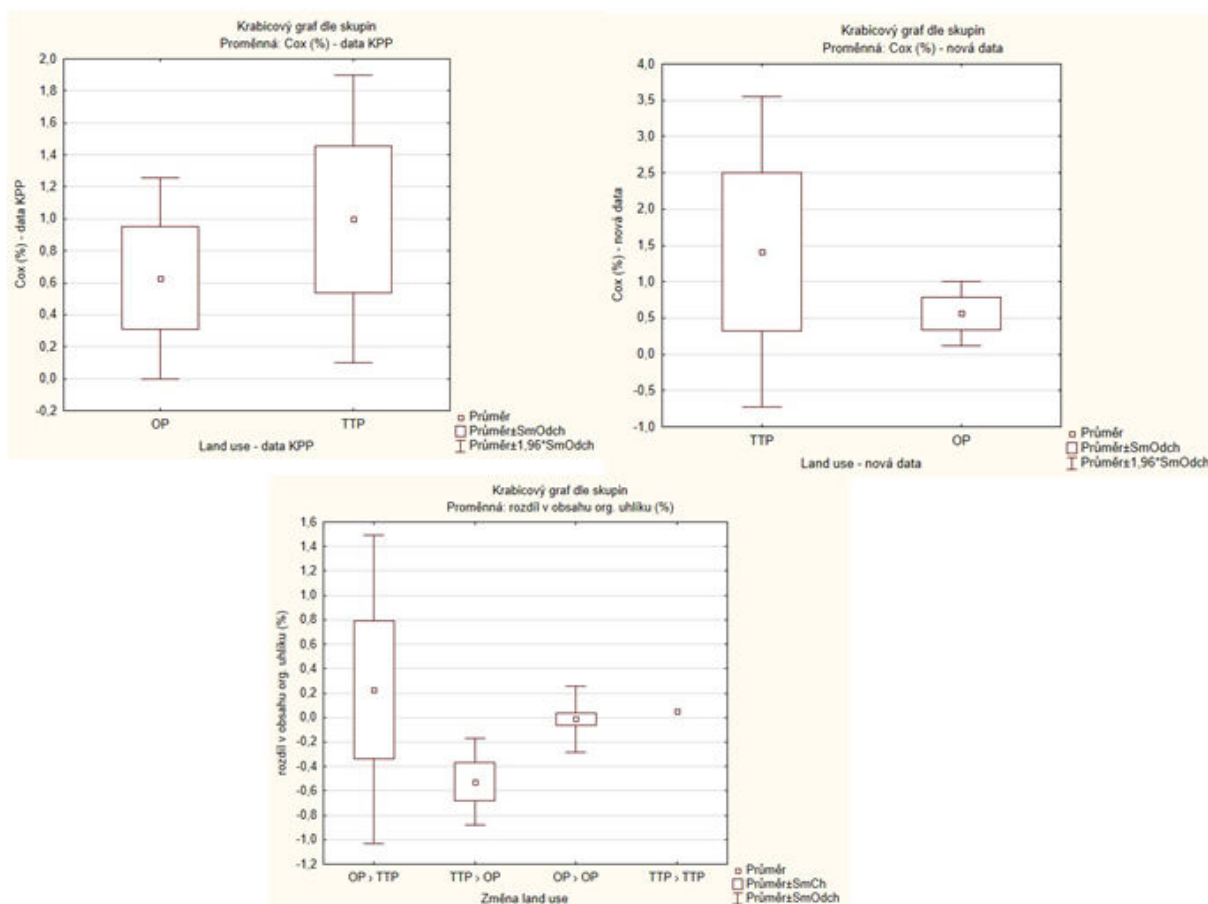 Krabicový graf dle skupin
Proměnná: Cox (%) - data KPP
Cox (%) - data KPP
2,0
1,8
1,6
1,4
1,2
1,0
0,8
0,6
0,4
0,2
0,0
-0,2
OP
TTP
Land use - data KPP
Průměr
Průměr±SmOdch
Průměr±1,96*SmOdch
Krabicový graf dle skupin
Proměnná: Cox (%) - nová data
Cox (%) - nová data
4,0
3,5
3,0
2,5
2,0
1,5
1,0
0,5
0,0
-0,5
-1,0
TTP
OP
Land use - nová data
Průměr
Průměr±SmOdch
Průměr±1,96*SmOdch
Krabicový graf dle skupin
Proměnná: rozdíl v obsahu org. uhlíku (%)
rozdíl v obsahu org. uhlíku (%)
1,6
1,4
1,2
1,0
0,8
0,6
0,4
0,2
0,0
-0,2
-0,4
-0,6
-0,8
-1,0
-1,2
OP > TTP
TTP > OP
OP > OP
TTP > TTP
Změna land use
Průměr
Průměr±SmCh
Průměr±SmOdch